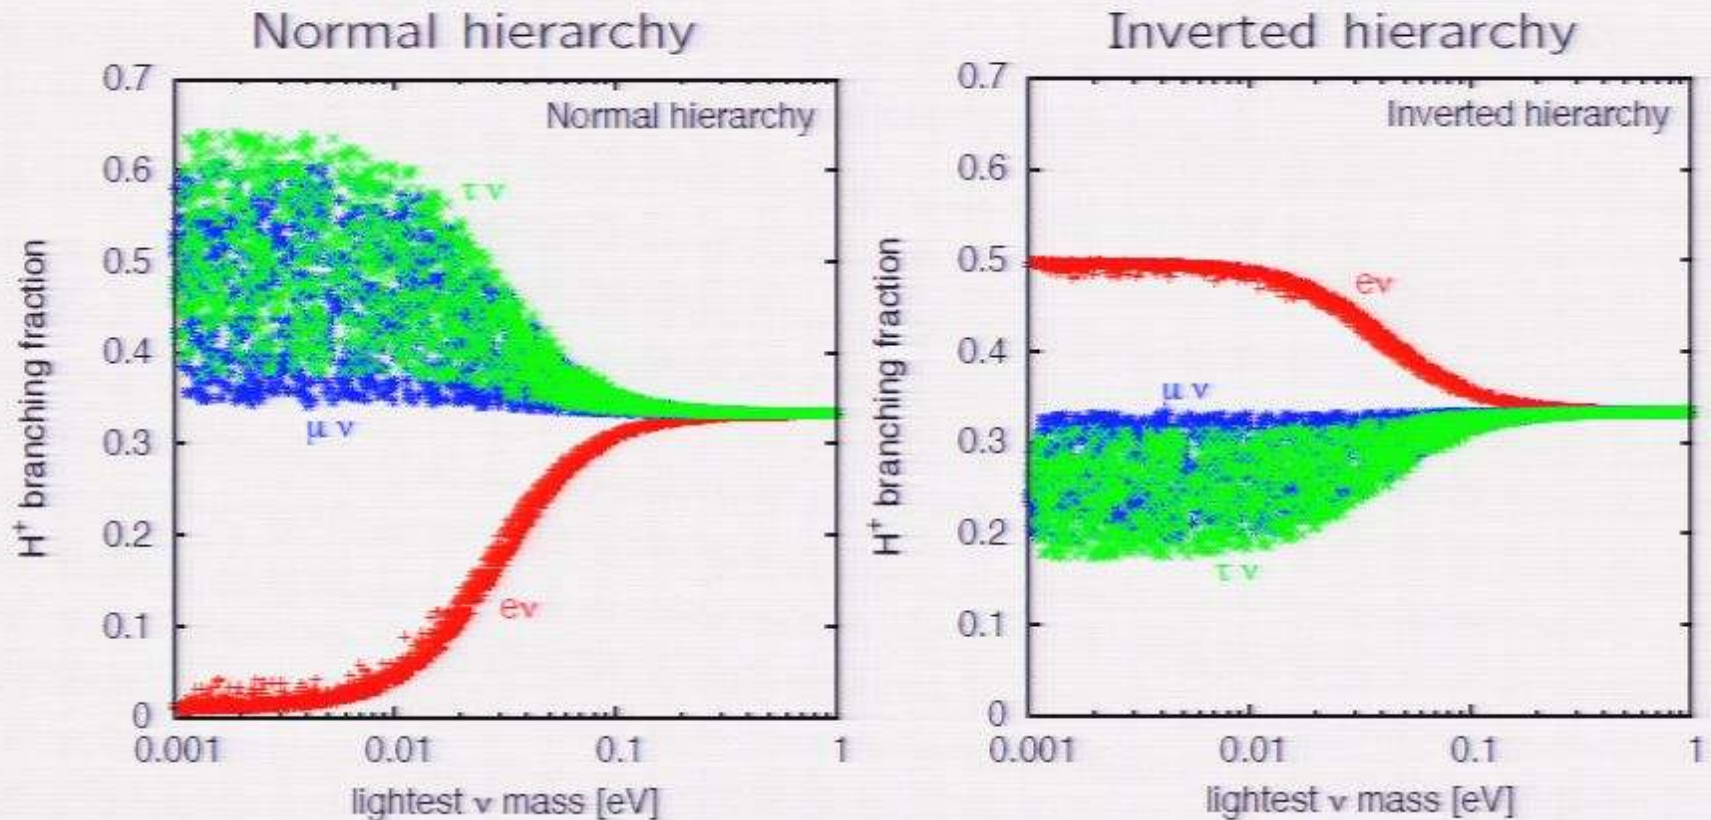 Normal hierarchy
Normal hierarchy
0.7
0.6
0.5
0.4
0.3
0.2
0.1
0
H⁺ branching fraction
τ ν
μ ν
eν
0.001 0.01 0.1 1
lightest ν mass [eV]
Inverted hierarchy
Inverted hierarchy
0.7
0.6
0.5
0.4
0.3
0.2
0.1
0
H⁺ branching fraction
eν
μ ν
τ ν
0.001 0.01 0.1 1
lightest ν mass [eV]